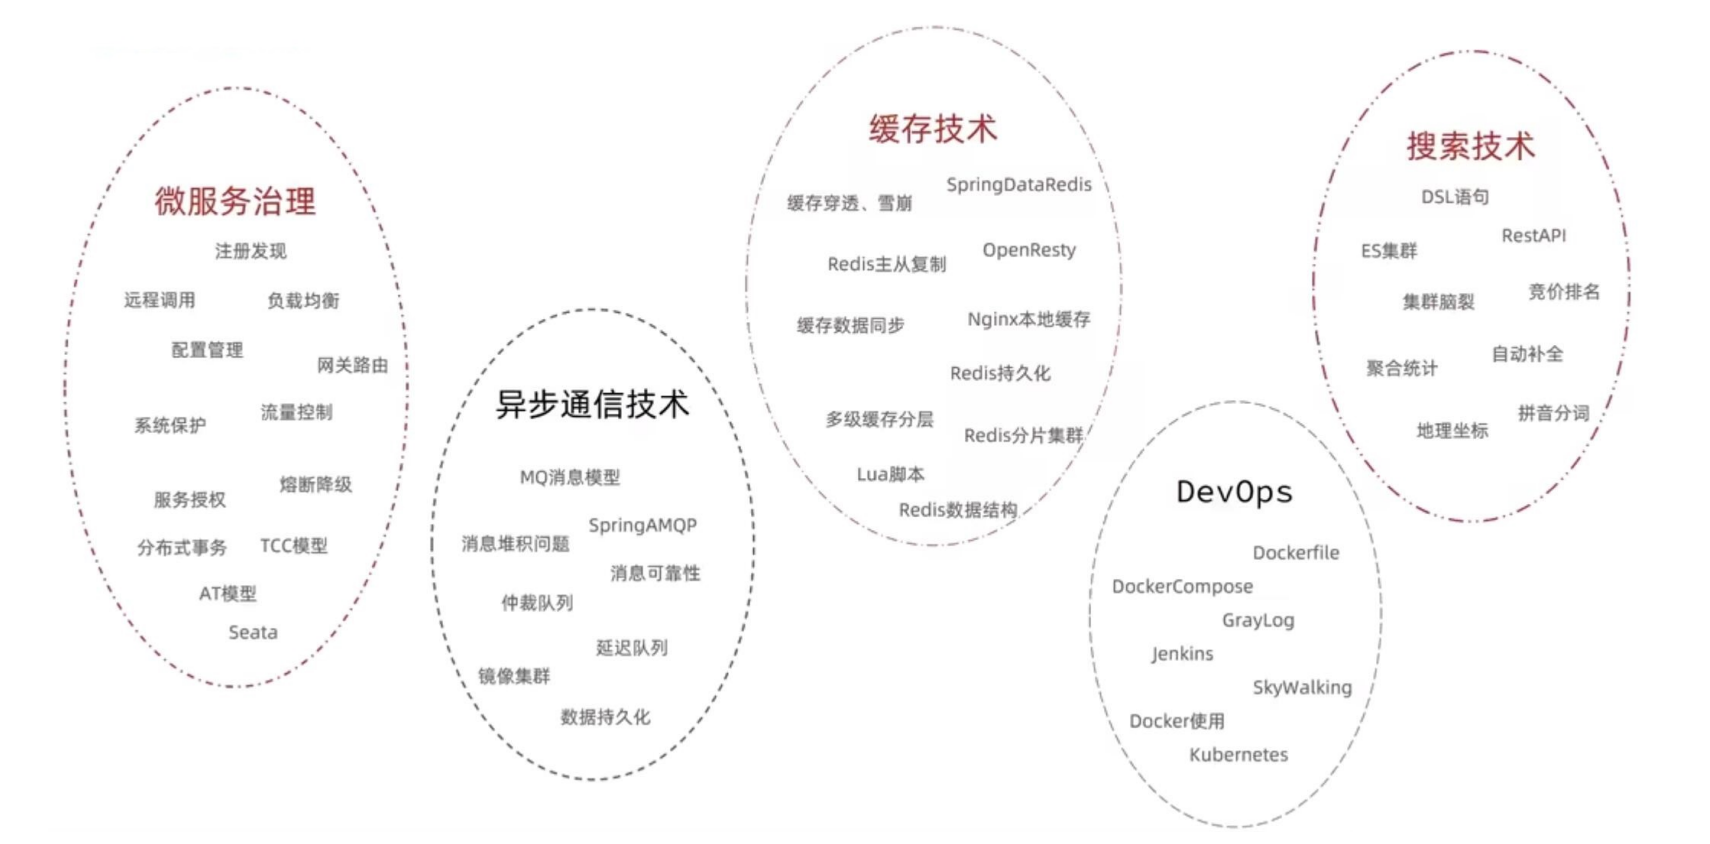 微服务治理
注册发现
远程调用
负载均衡
配置管理
网关路由
流量控制
系统保护
熔断降级
服务授权
分布式事务
TCC模型
AT模型
Seata
异步通信技术
MQ消息模型
SpringAMQP
消息堆积问题
消息可靠性
仲裁队列
延迟队列
镜像集群
数据持久化
缓存技术
SpringDataRedis
缓存穿透、雪崩
OpenResty
Redis主从复制
Nginx本地缓存
缓存数据同步
Redis持久化
多级缓存分层
Redis分片集群
Lua脚本
Redis数据结构
DevOps
Dockerfile
DockerCompose
GrayLog
Jenkins
SkyWalking
Docker使用
Kubernetes
搜索技术
DSL语句
RestAPI
ES集群
竞价排名
集群脑裂
自动补全
聚合统计
拼音分词
地理坐标